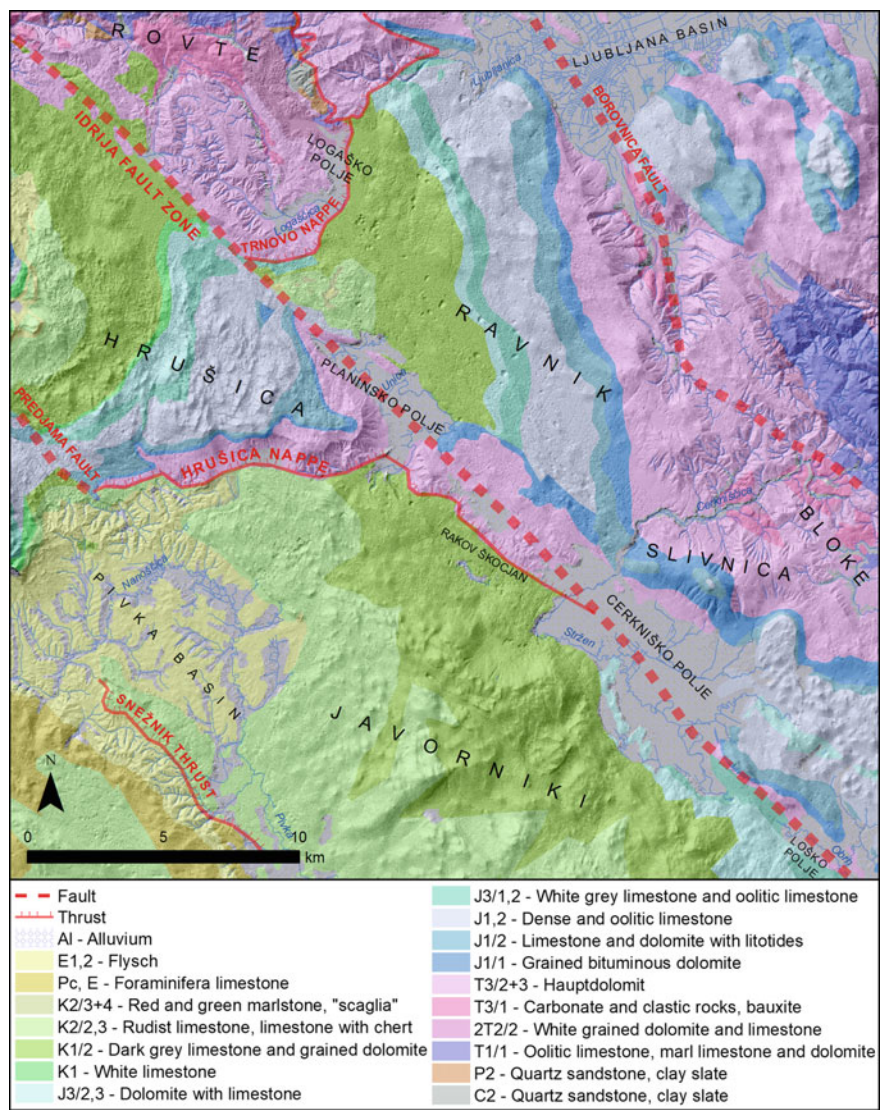 ROVTE
LJUBLJANA BASIN
Ljubljanica
BOROVNICA FAULT
IDRIJA FAULT ZONE
LOGAŠKO
POLJE
Logaščica
TRNOVO NAPPE
RAVNIK
HRUŠICA
PLANINSKO POLJE
Unica
PREDJAMA FAULT
HRUŠICA NAPPE
Cerkniščica
BLOKE
SLIVNICA
RAKOV ŠKOCJAN
CERKNIŠKO POLJE
Stržen
Nanoščica
PIVKA
BASIN
SNEŽNIK THRUST
JAVORNIKI
Pivka
LOŠKO
POLJE
Obrh
N
0 5 10
km
Fault
Thrust
Al - Alluvium
E1,2 - Flysch
Pc, E - Foraminifera limestone
K2/3+4 - Red and green marlstone, "scaglia"
K2/2,3 - Rudist limestone, limestone with chert
K1/2 - Dark grey limestone and grained dolomite
K1 - White limestone
J3/2,3 - Dolomite with limestone
J3/1,2 - White grey limestone and oolitic limestone
J1,2 - Dense and oolitic limestone
J1/2 - Limestone and dolomite with litotides
J1/1 - Grained bituminous dolomite
T3/2+3 - Hauptdolomit
T3/1 - Carbonate and clastic rocks, bauxite
2T2/2 - White grained dolomite and limestone
T1/1 - Oolitic limestone, marl limestone and dolomite
P2 - Quartz sandstone, clay slate
C2 - Quartz sandstone, clay slate